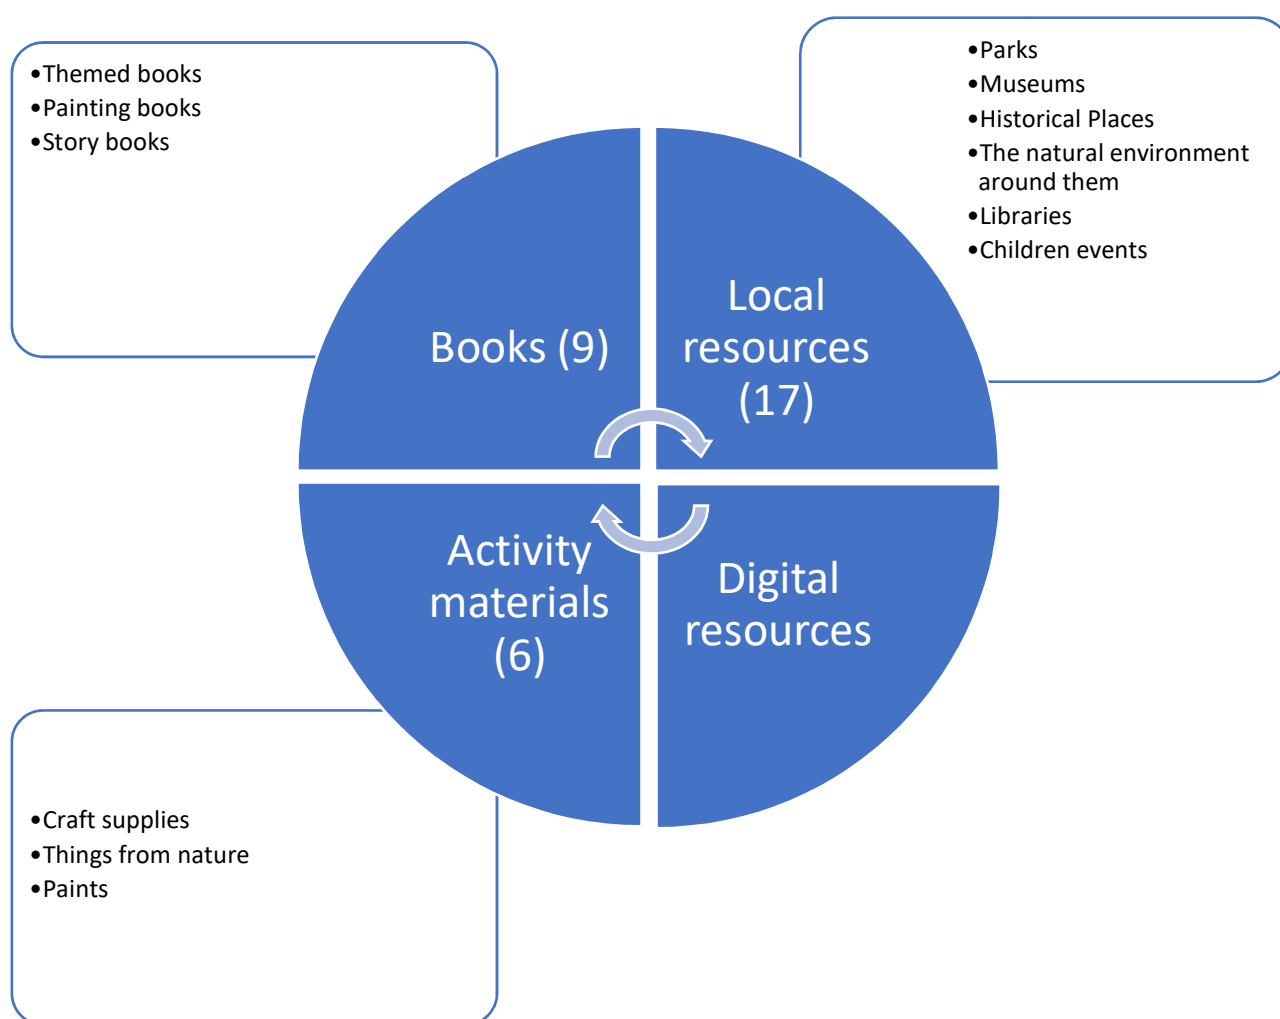 •Themed books
•Painting books
•Story books
•Parks
•Museums
•Historical Places
•The natural environment
around them
•Libraries
•Children events
Books (9)
Local
resources
(17)
Activity
materials
(6)
Digital
resources
•Craft supplies
•Things from nature
•Paints